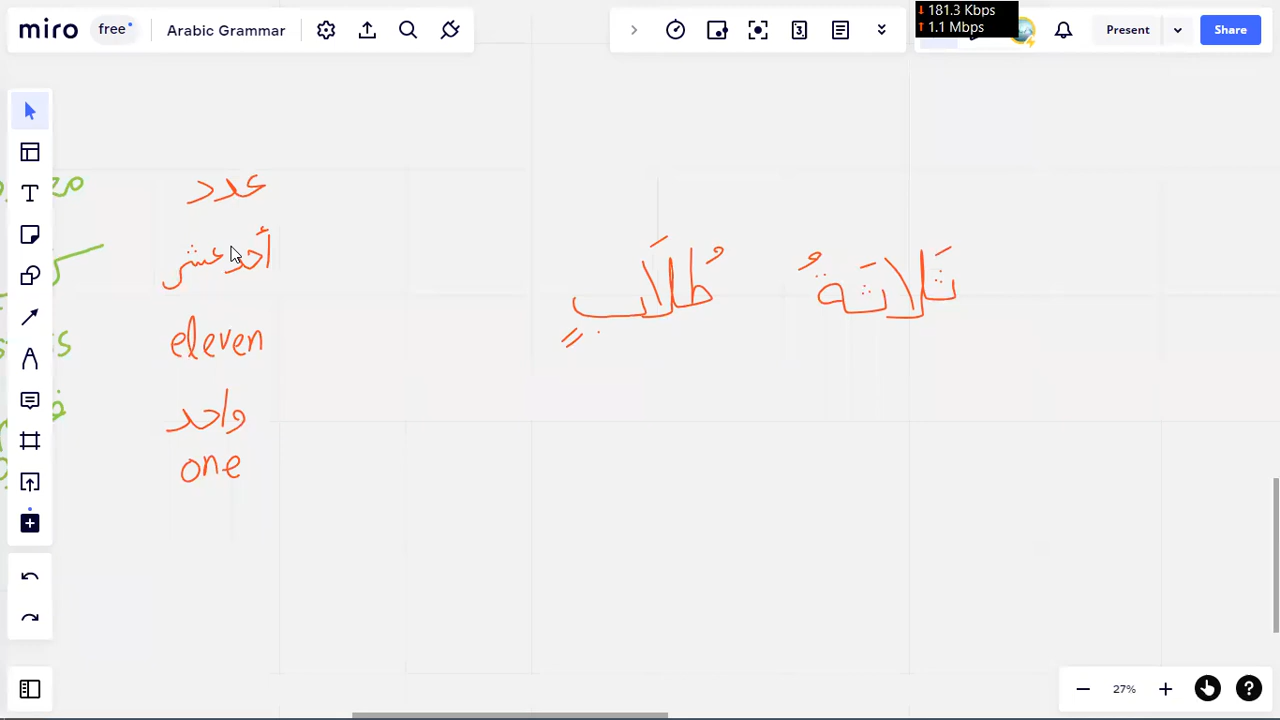 miro free Arabic Grammar
↓ 181.3 Kbps
↑ 1.1 Mbps
Present Share
عدد
أحد عشر
eleven
واحد
one
ثَلَاثَةُ طُلَّابٍ
27%